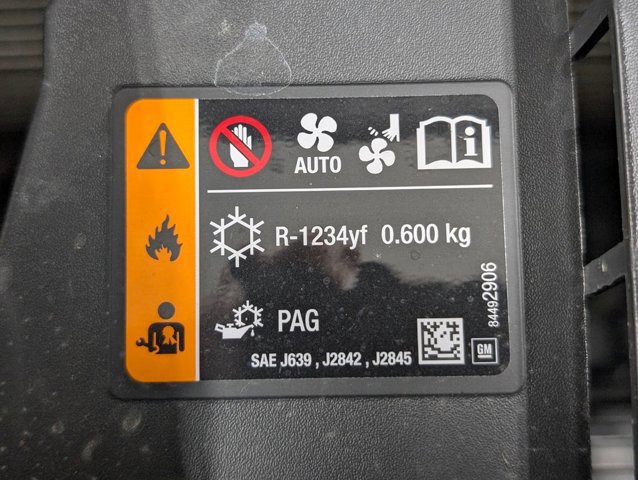 AUTO
R-1234yf 0.600 kg
PAG
SAE J639 , J2842 , J2845
84492906
GM